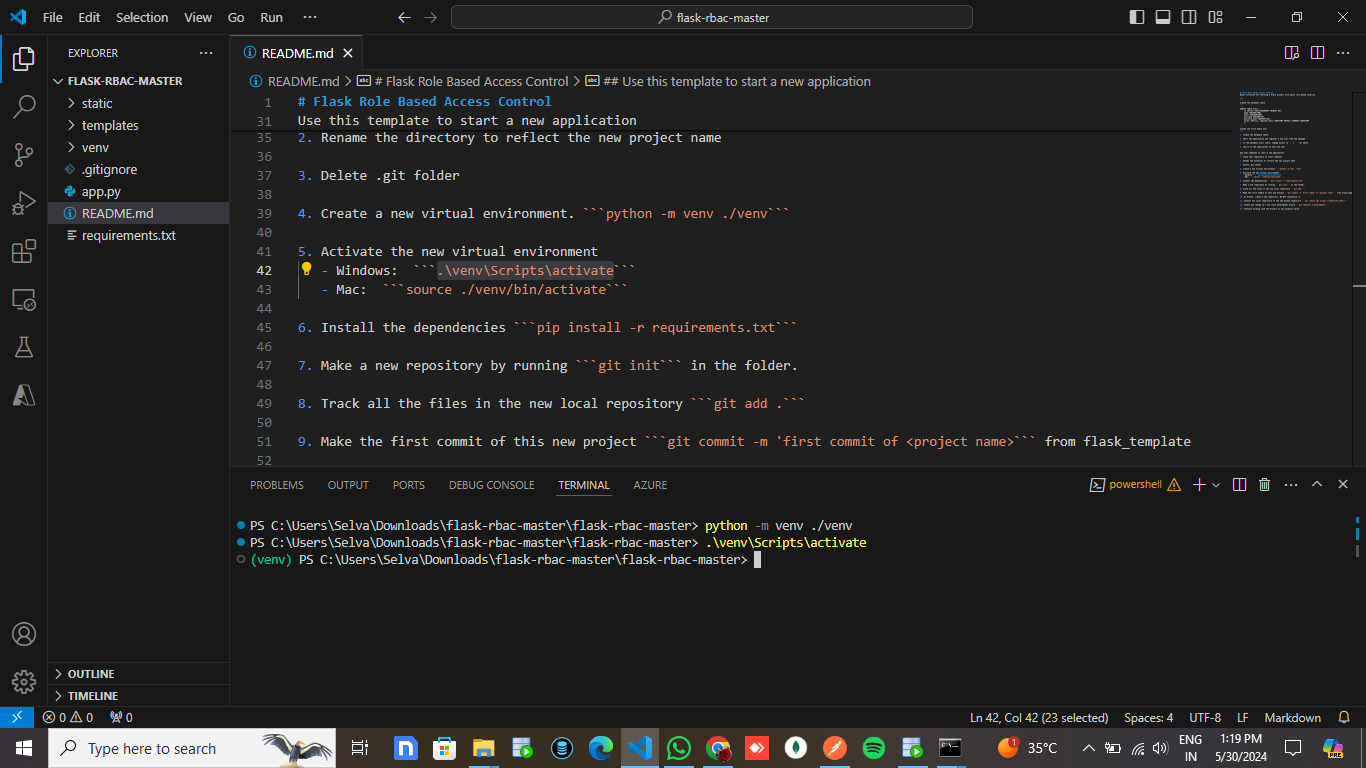 File Edit Selection View Go Run ··· flask-rbac-master
EXPLORER ···
FLASK-RBAC-MASTER
static
templates
venv
.gitignore
app.py
README.md
requirements.txt
OUTLINE
TIMELINE
README.md
README.md > # Flask Role Based Access Control > ## Use this template to start a new application
1 # Flask Role Based Access Control
31 Use this template to start a new application
35 2. Rename the directory to reflect the new project name
36
37 3. Delete .git folder
38
39 4. Create a new virtual environment. ```python -m venv ./venv```
40
41 5. Activate the new virtual environment
42 - Windows: ```.\venv\Scripts\activate```
43 - Mac: ```source ./venv/bin/activate```
44
45 6. Install the dependencies ```pip install -r requirements.txt```
46
47 7. Make a new repository by running ```git init``` in the folder.
48
49 8. Track all the files in the new local repository ```git add .```
50
51 9. Make the first commit of this new project ```git commit -m 'first commit of <project name>``` from flask_template
52
PROBLEMS OUTPUT PORTS DEBUG CONSOLE TERMINAL AZURE powershell
PS C:\Users\Selva\Downloads\flask-rbac-master\flask-rbac-master> python -m venv ./venv
PS C:\Users\Selva\Downloads\flask-rbac-master\flask-rbac-master> .\venv\Scripts\activate
(venv) PS C:\Users\Selva\Downloads\flask-rbac-master\flask-rbac-master>
0 0 0 Ln 42, Col 42 (23 selected) Spaces: 4 UTF-8 LF Markdown
Type here to search 1 35°C ENG IN 1:19 PM 5/30/2024 PRE